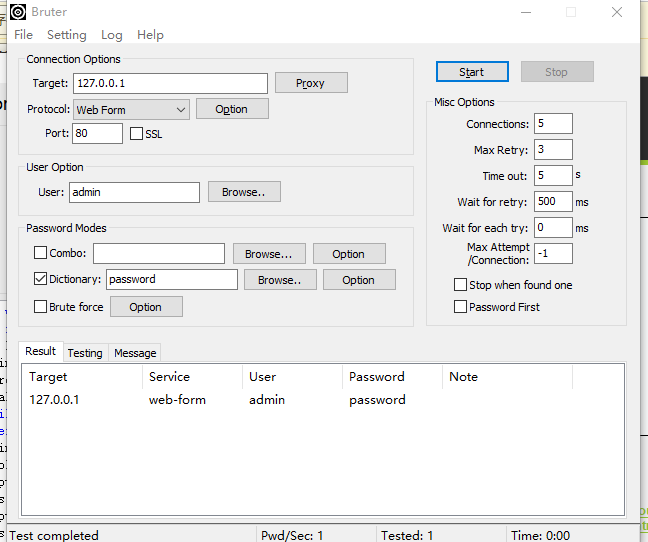 Bruter
File Setting Log Help
Connection Options
Target: 127.0.0.1 Proxy
Protocol: Web Form Option
Port: 80 SSL
User Option
User: admin Browse..
Password Modes
Combo: Browse... Option
Dictionary: password Browse.. Option
Brute force Option
Start Stop
Misc Options
Connections: 5
Max Retry: 3
Time out: 5 s
Wait for retry: 500 ms
Wait for each try: 0 ms
Max Attempt
/Connection: -1
Stop when found one
Password First
Result Testing Message
Target Service User Password Note
127.0.0.1 web-form admin password
Test completed Pwd/Sec: 1 Tested: 1 Time: 0:00